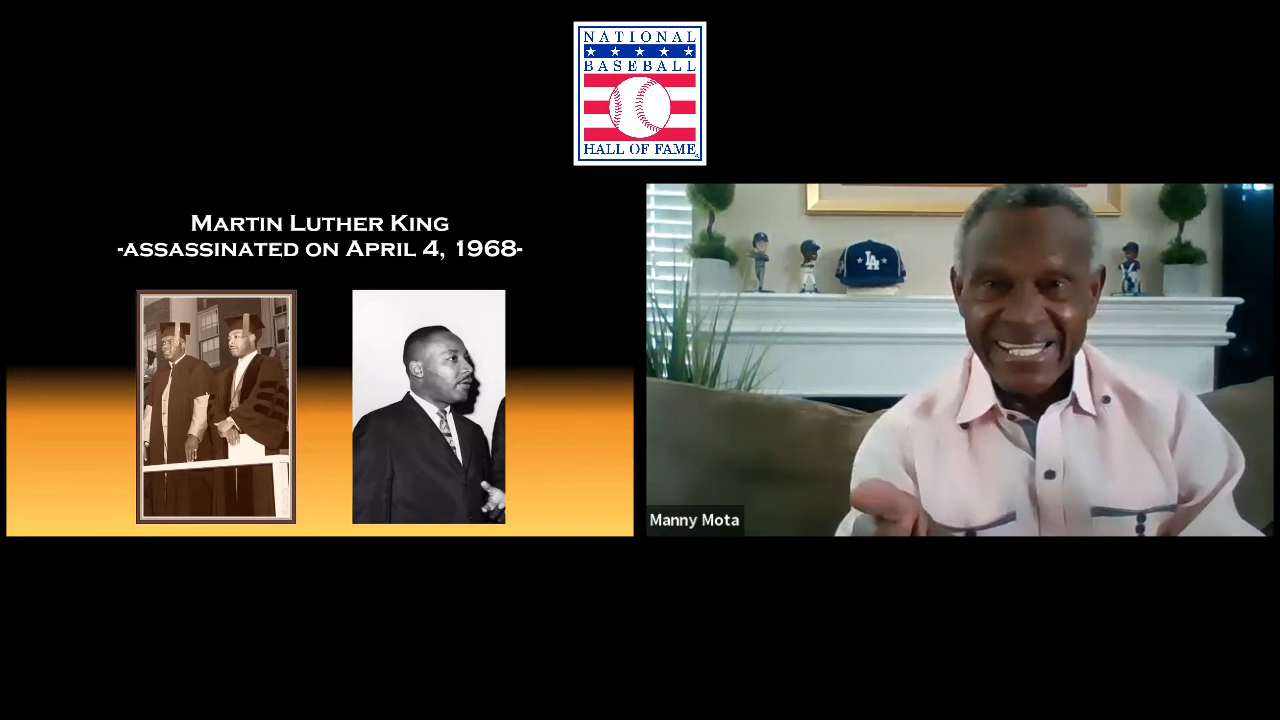 NATIONAL
BASEBALL
HALL OF FAME
Martin Luther King
-assassinated on April 4, 1968-
LA
Manny Mota